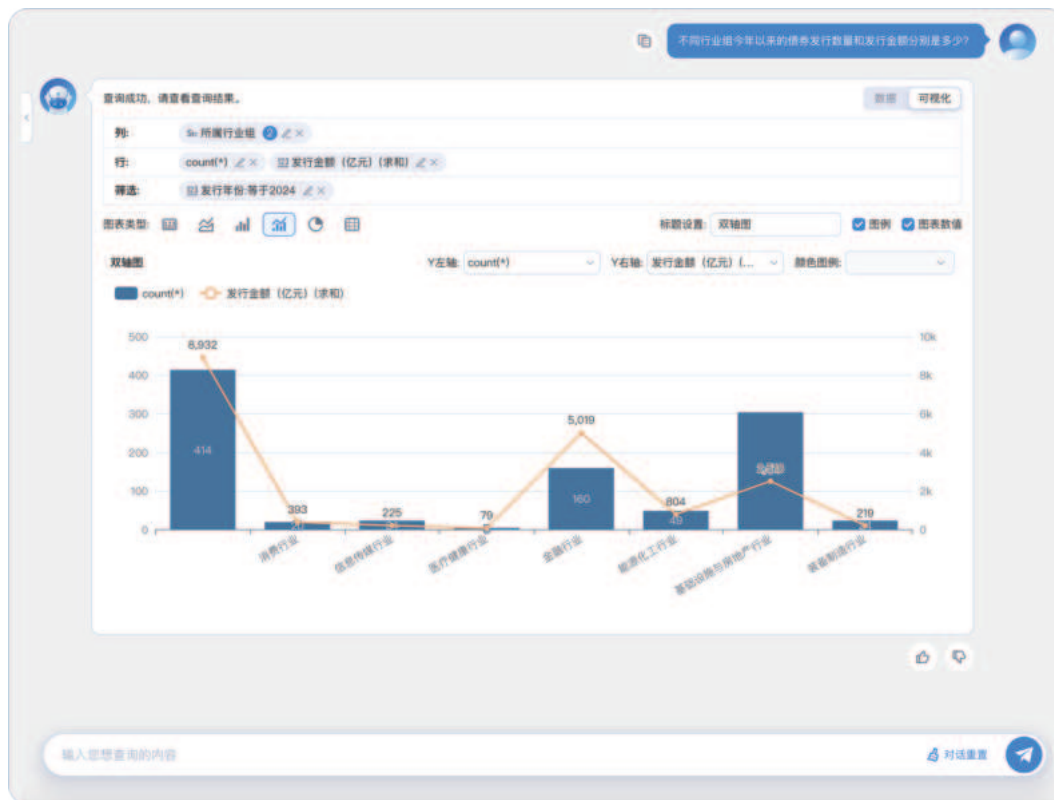 不同行业组今年以来的债券发行数量和发行金额分别是多少?
查询成功, 请查看查询结果。
数据 可视化
列: 所属行业组 2
行: count(*) 发行金额 (亿元) (求和)
筛选: 发行年份:等于2024
图表类型: 标题设置: 双轴图 图例 图表数值
双轴图 Y左轴: count(*) Y右轴: 发行金额 (亿元) (... 颜色图例:
count(*) 发行金额 (亿元) (求和)
500 10k
8,932
400 8k
300 6k
5,019
200 414 4k
160
100 2k
393 225 79 804 49 219
0 0
消费行业 信息传媒行业 医疗健康行业 金融行业 能源化工行业 基础设施与房地产行业 装备制造行业
输入您想查询的内容 对话重置